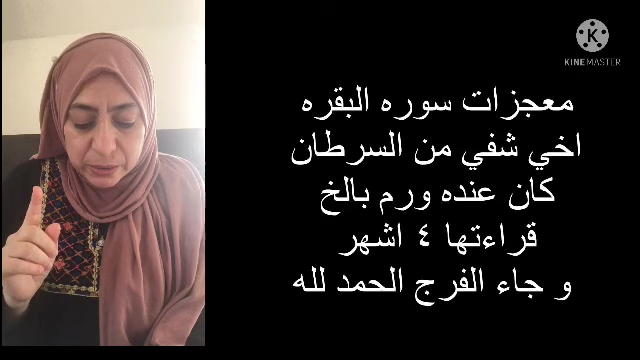 KINEMASTER
معجزات سوره البقره
اخي شفي من السرطان
كان عنده ورم بالخ
قراءتها ٤ اشهر
و جاء الفرج الحمد لله